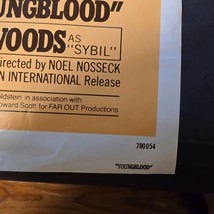 YOUNGBLOOD"
WOODS AS "SYBIL"
Directed by NOEL NOSSECK
N INTERNATIONAL Release
ldstein in association with
oward Scott for FAR OUT Productions
780054
"YOUNGBLOOD"